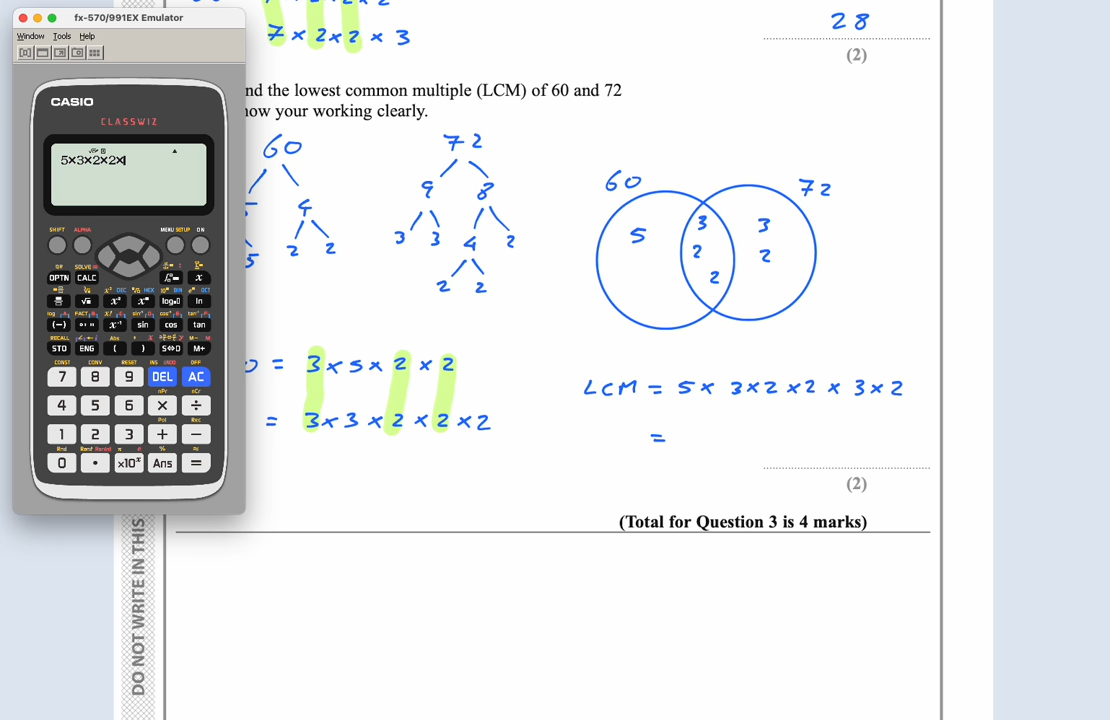 fx-570/991EX Emulator
Window Tools Help
CASIO
CLASSWIZ
5×3×2×2×
SHIFT ALPHA MENU SETUP ON
OPTN CALC x
log▪□ ln
(−) x⁻¹ sin cos tan
STO ENG ( ) S⇔D M+
7 8 9 DEL AC
4 5 6 × ÷
1 2 3 + −
0 • ×10ˣ Ans =
7 × 2 × 2 × 3
28
(2)
nd the lowest common multiple (LCM) of 60 and 72
how your working clearly.
60 72
4 9 8
2 2 3 3 4 2
5 2 2
60 72
5 3 2 2 3 2
0 = 3 × 5 × 2 × 2
= 3 × 3 × 2 × 2 × 2
LCM = 5 × 3 × 2 × 2 × 3 × 2
=
(2)
(Total for Question 3 is 4 marks)
DO NOT WRITE IN THIS